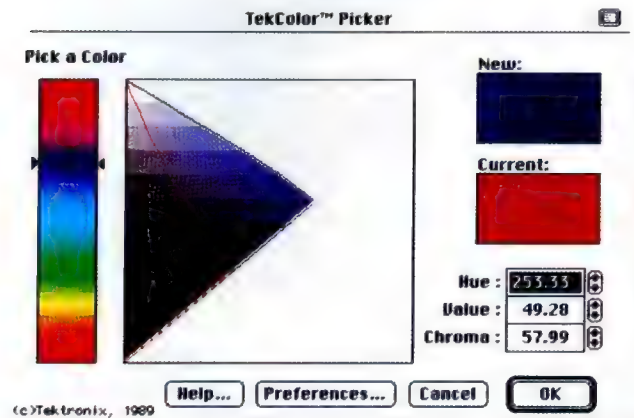 TekColor™ Picker
Pick a Color
New:
Current:
Hue : 253.33
Value : 49.28
Chroma : 57.99
Help...
Preferences...
Cancel
OK
(c)Tektronix, 1989